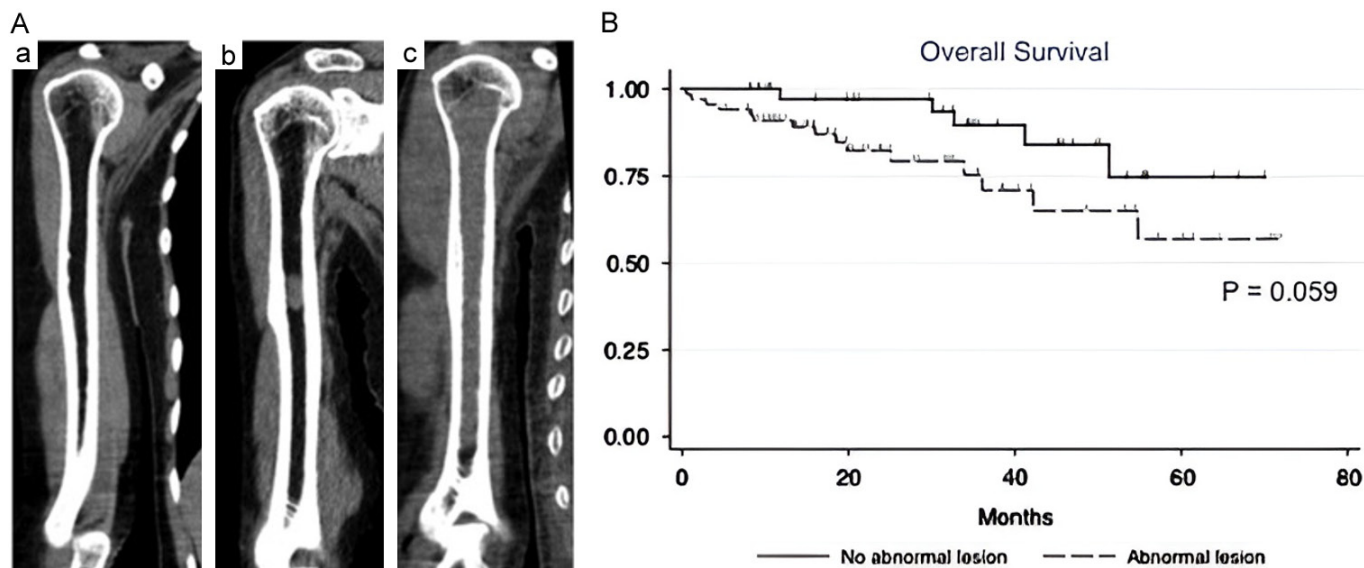 A
a
b
c
B
Overall Survival
1.00
0.75
0.50
0.25
0.00
P = 0.059
0 20 40 60 80
Months
No abnormal lesion Abnormal lesion